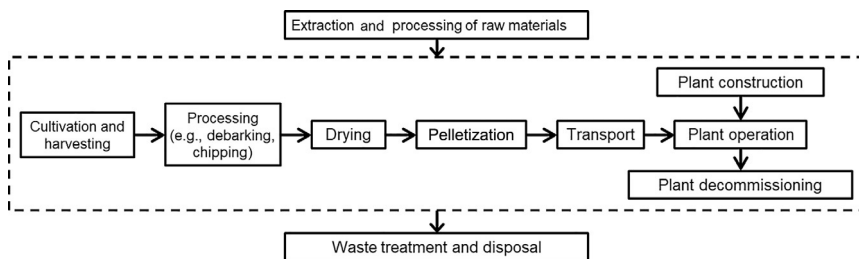 Extraction and processing of raw materials
Plant construction
Cultivation and
harvesting
Processing
(e.g., debarking,
chipping)
Drying
Pelletization
Transport
Plant operation
Plant decommissioning
Waste treatment and disposal